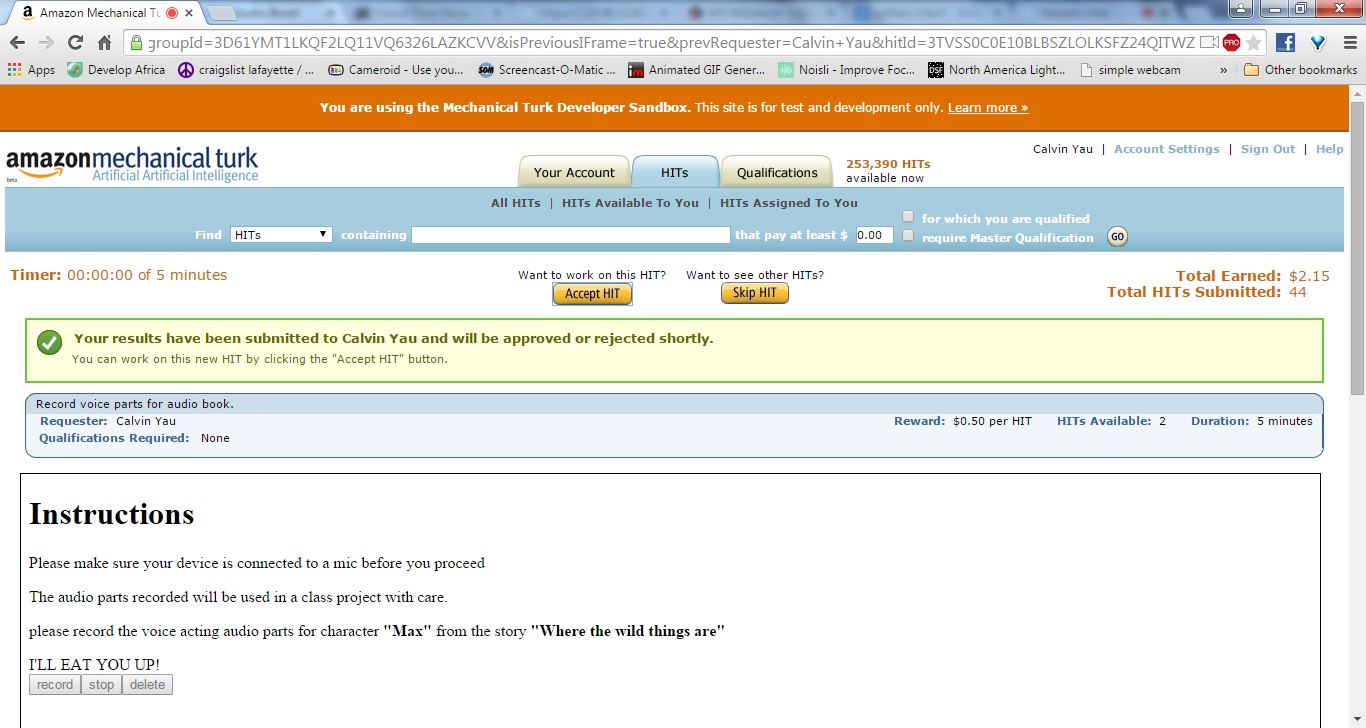 Amazon Mechanical Tu
groupId=3D61YMT1LKQF2LQ11VQ6326LAZKCVV&isPreviousIFrame=true&prevRequester=Calvin+Yau&hitId=3TVSS0C0E10BLBSZLOLKSFZ24QITWZ PRO
Apps Develop Africa craigslist lafayette / ... Cameroid - Use you... SOM Screencast-O-Matic ... im Animated GIF Gener... Noisli - Improve Foc... DSF North America Light... simple webcam » Other bookmarks
You are using the Mechanical Turk Developer Sandbox. This site is for test and development only. Learn more »
Calvin Yau | Account Settings | Sign Out | Help
amazonmechanical turk
beta Artificial Artificial Intelligence
Your Account HITs Qualifications
253,390 HITs
available now
All HITs | HITs Available To You | HITs Assigned To You
for which you are qualified
Find HITs containing that pay at least $ 0.00 require Master Qualification GO
Timer: 00:00:00 of 5 minutes
Want to work on this HIT? Want to see other HITs?
Accept HIT Skip HIT
Total Earned: $2.15
Total HITs Submitted: 44
Your results have been submitted to Calvin Yau and will be approved or rejected shortly.
You can work on this new HIT by clicking the "Accept HIT" button.
Record voice parts for audio book.
Requester: Calvin Yau Reward: $0.50 per HIT HITs Available: 2 Duration: 5 minutes
Qualifications Required: None
Instructions
Please make sure your device is connected to a mic before you proceed
The audio parts recorded will be used in a class project with care.
please record the voice acting audio parts for character "Max" from the story "Where the wild things are"
I'LL EAT YOU UP!
record stop delete